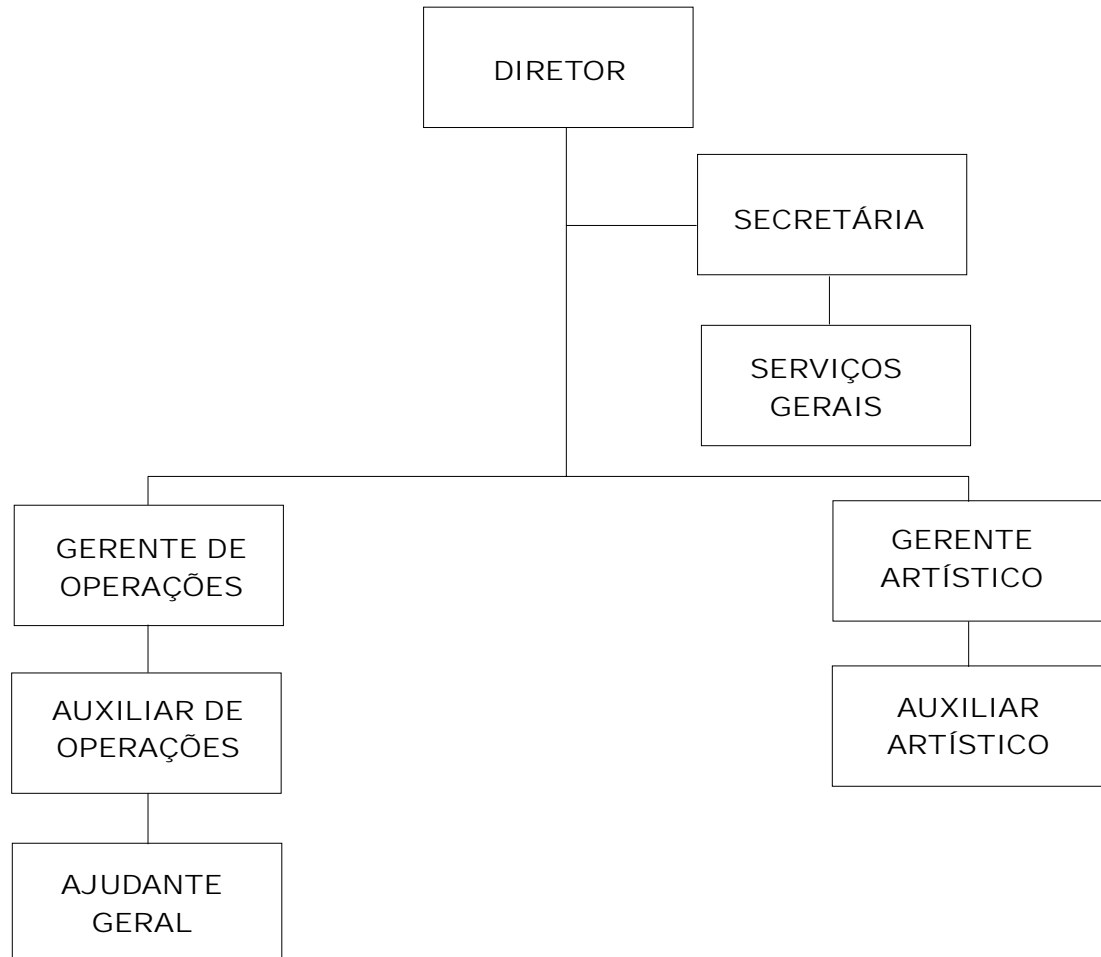 DIRETOR
SECRETÁRIA
SERVIÇOS
GERAIS
GERENTE DE
OPERAÇÕES
GERENTE
ARTÍSTICO
AUXILIAR DE
OPERAÇÕES
AUXILIAR
ARTÍSTICO
AJUDANTE
GERAL